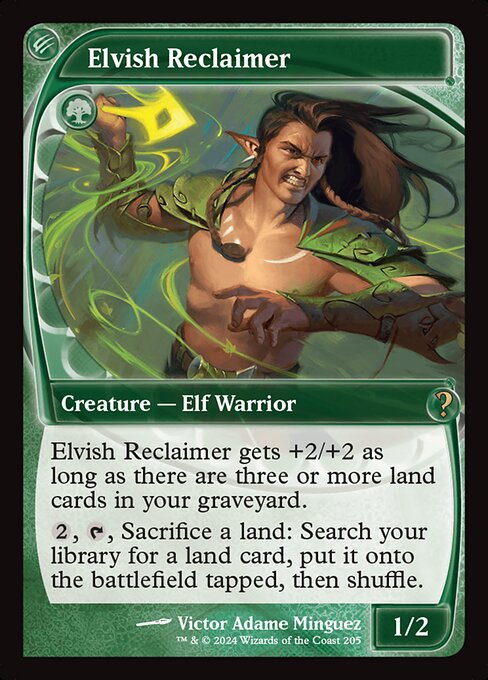 Elvish Reclaimer
Creature — Elf Warrior
Elvish Reclaimer gets +2/+2 as
long as there are three or more land
cards in your graveyard.
2, , Sacrifice a land: Search your
library for a land card, put it onto
the battlefield tapped, then shuffle.
Victor Adame Minguez
™ & © 2024 Wizards of the Coast 205
1/2